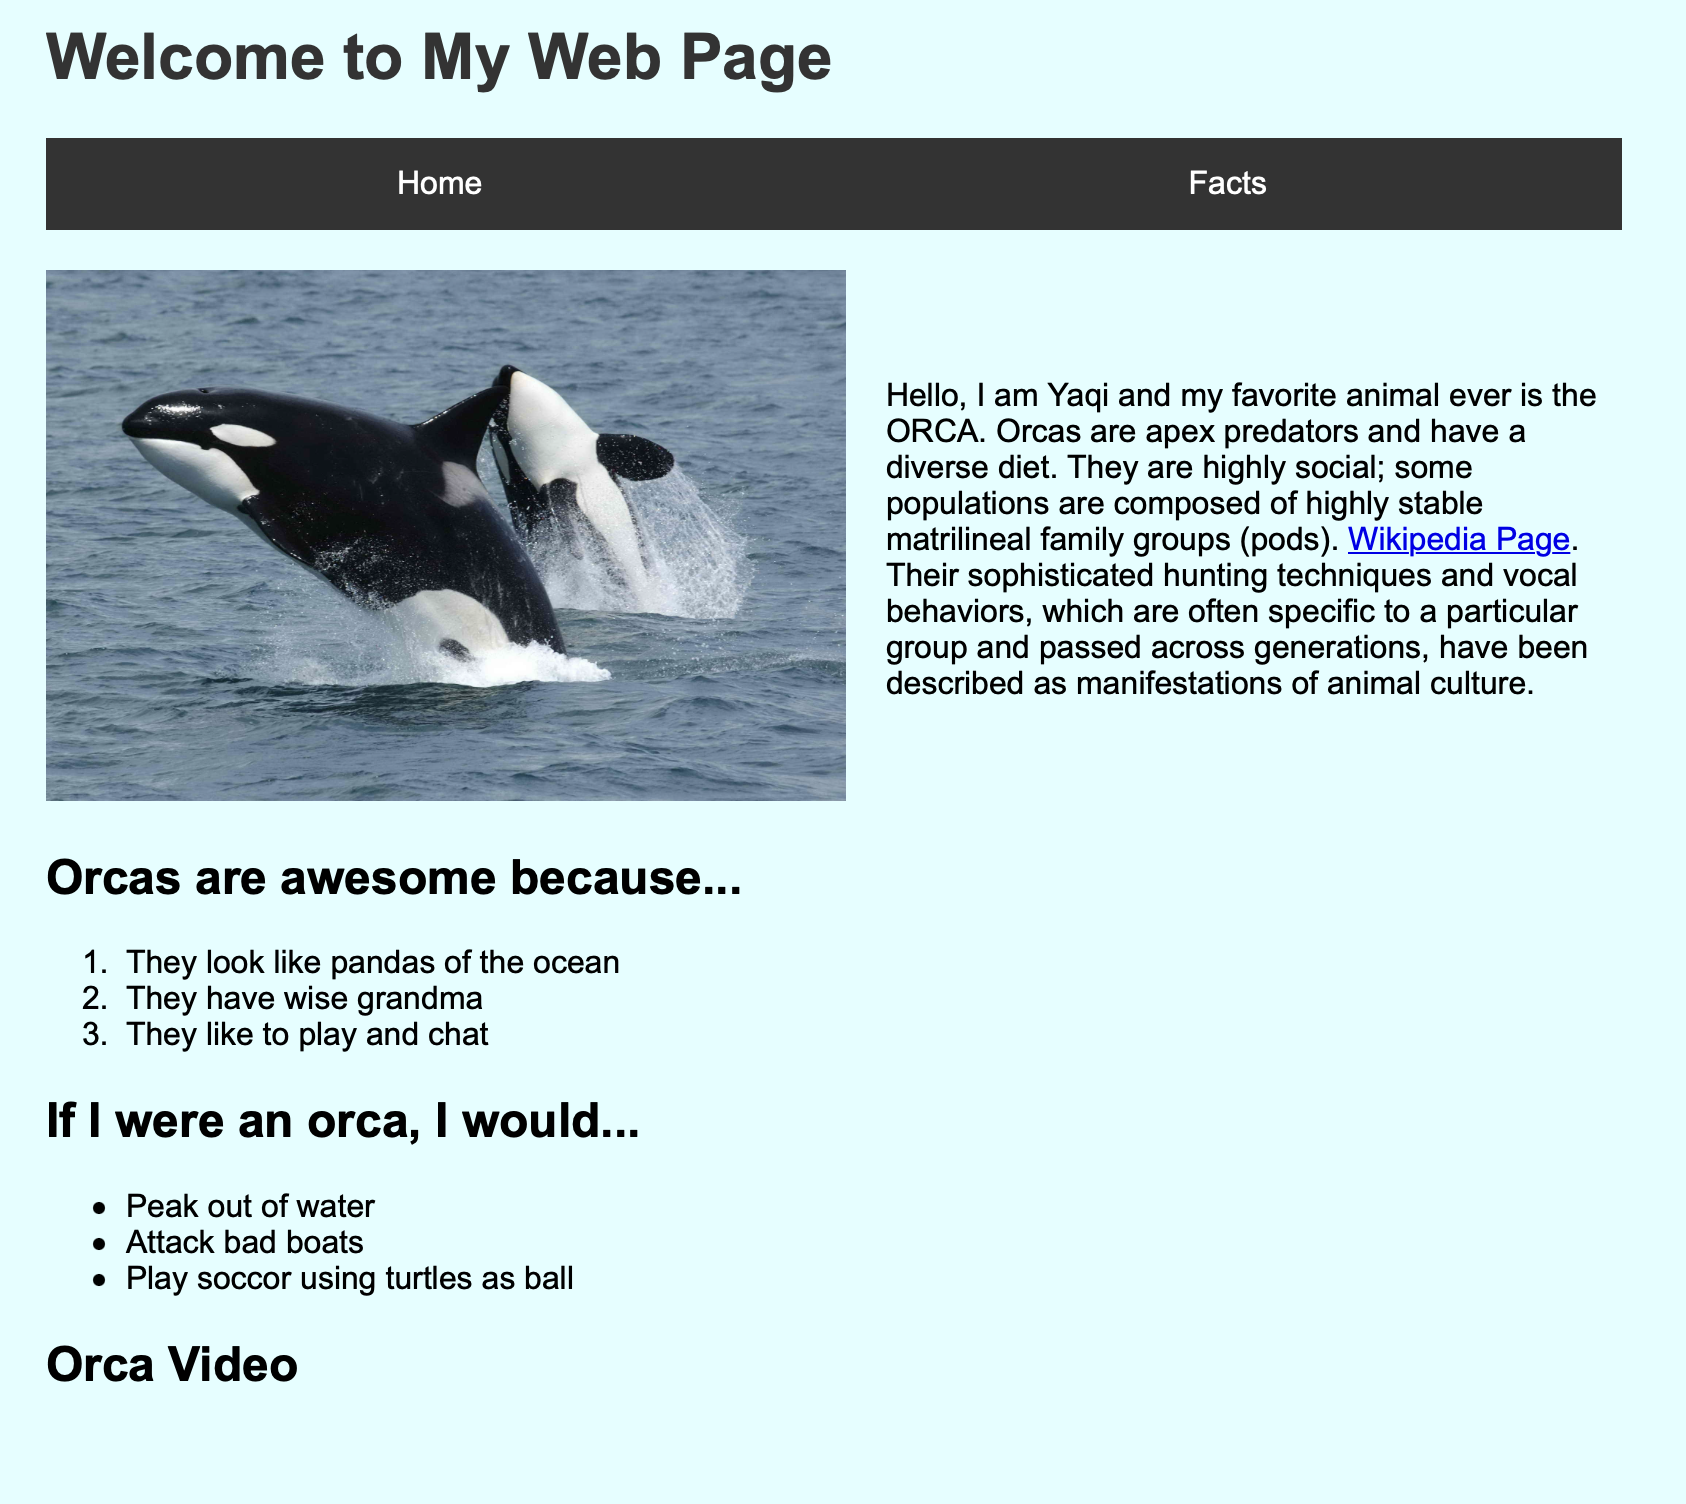 Welcome to My Web Page
Home Facts
Hello, I am Yaqi and my favorite animal ever is the
ORCA. Orcas are apex predators and have a
diverse diet. They are highly social; some
populations are composed of highly stable
matrilineal family groups (pods). Wikipedia Page.
Their sophisticated hunting techniques and vocal
behaviors, which are often specific to a particular
group and passed across generations, have been
described as manifestations of animal culture.
Orcas are awesome because...
1. They look like pandas of the ocean
2. They have wise grandma
3. They like to play and chat
If I were an orca, I would...
• Peak out of water
• Attack bad boats
• Play soccor using turtles as ball
Orca Video